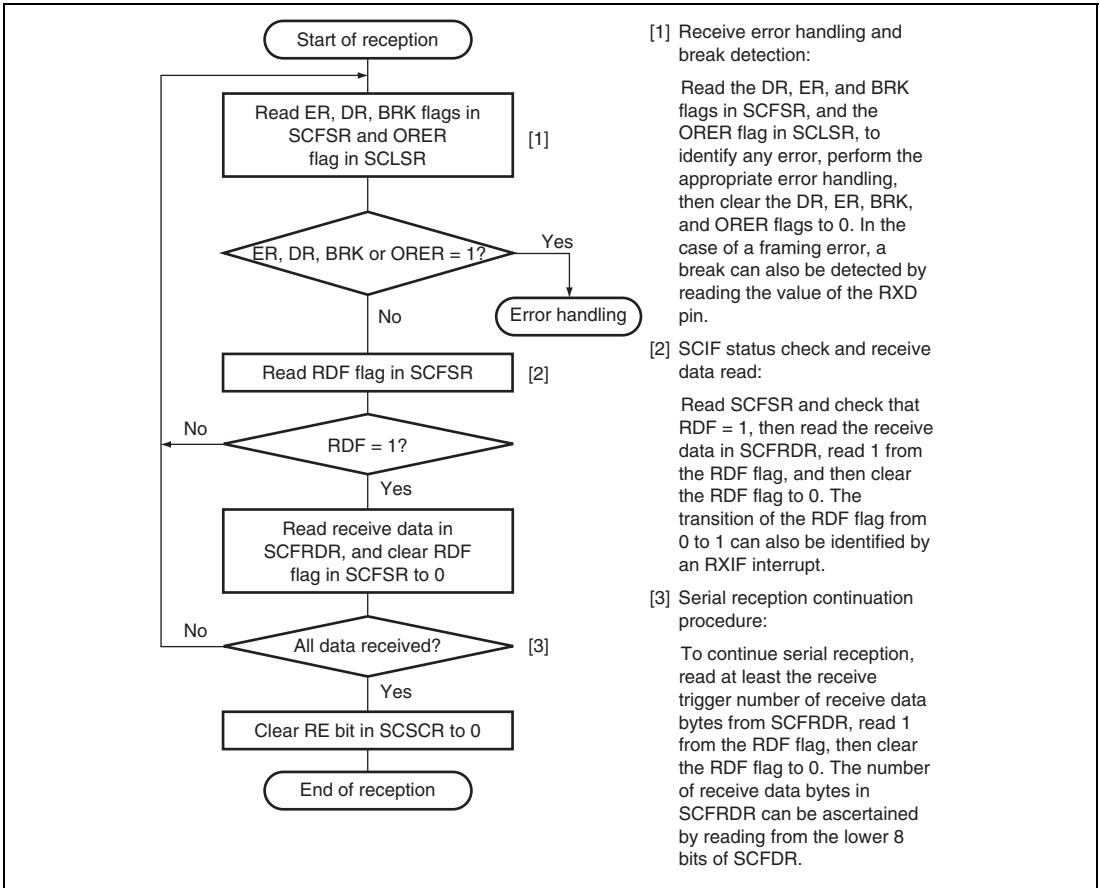 Start of reception
Read ER, DR, BRK flags in
SCFSR and ORER
flag in SCLSR
[1]
ER, DR, BRK or ORER = 1?
Yes
Error handling
No
Read RDF flag in SCFSR
[2]
No
RDF = 1?
Yes
Read receive data in
SCFRDR, and clear RDF
flag in SCFSR to 0
No
All data received?
[3]
Yes
Clear RE bit in SCSCR to 0
End of reception
[1] Receive error handling and
break detection:
Read the DR, ER, and BRK
flags in SCFSR, and the
ORER flag in SCLSR, to
identify any error, perform the
appropriate error handling,
then clear the DR, ER, BRK,
and ORER flags to 0. In the
case of a framing error, a
break can also be detected by
reading the value of the RXD
pin.
[2] SCIF status check and receive
data read:
Read SCFSR and check that
RDF = 1, then read the receive
data in SCFRDR, read 1 from
the RDF flag, and then clear
the RDF flag to 0. The
transition of the RDF flag from
0 to 1 can also be identified by
an RXIF interrupt.
[3] Serial reception continuation
procedure:
To continue serial reception,
read at least the receive
trigger number of receive data
bytes from SCFRDR, read 1
from the RDF flag, then clear
the RDF flag to 0. The number
of receive data bytes in
SCFRDR can be ascertained
by reading from the lower 8
bits of SCFDR.